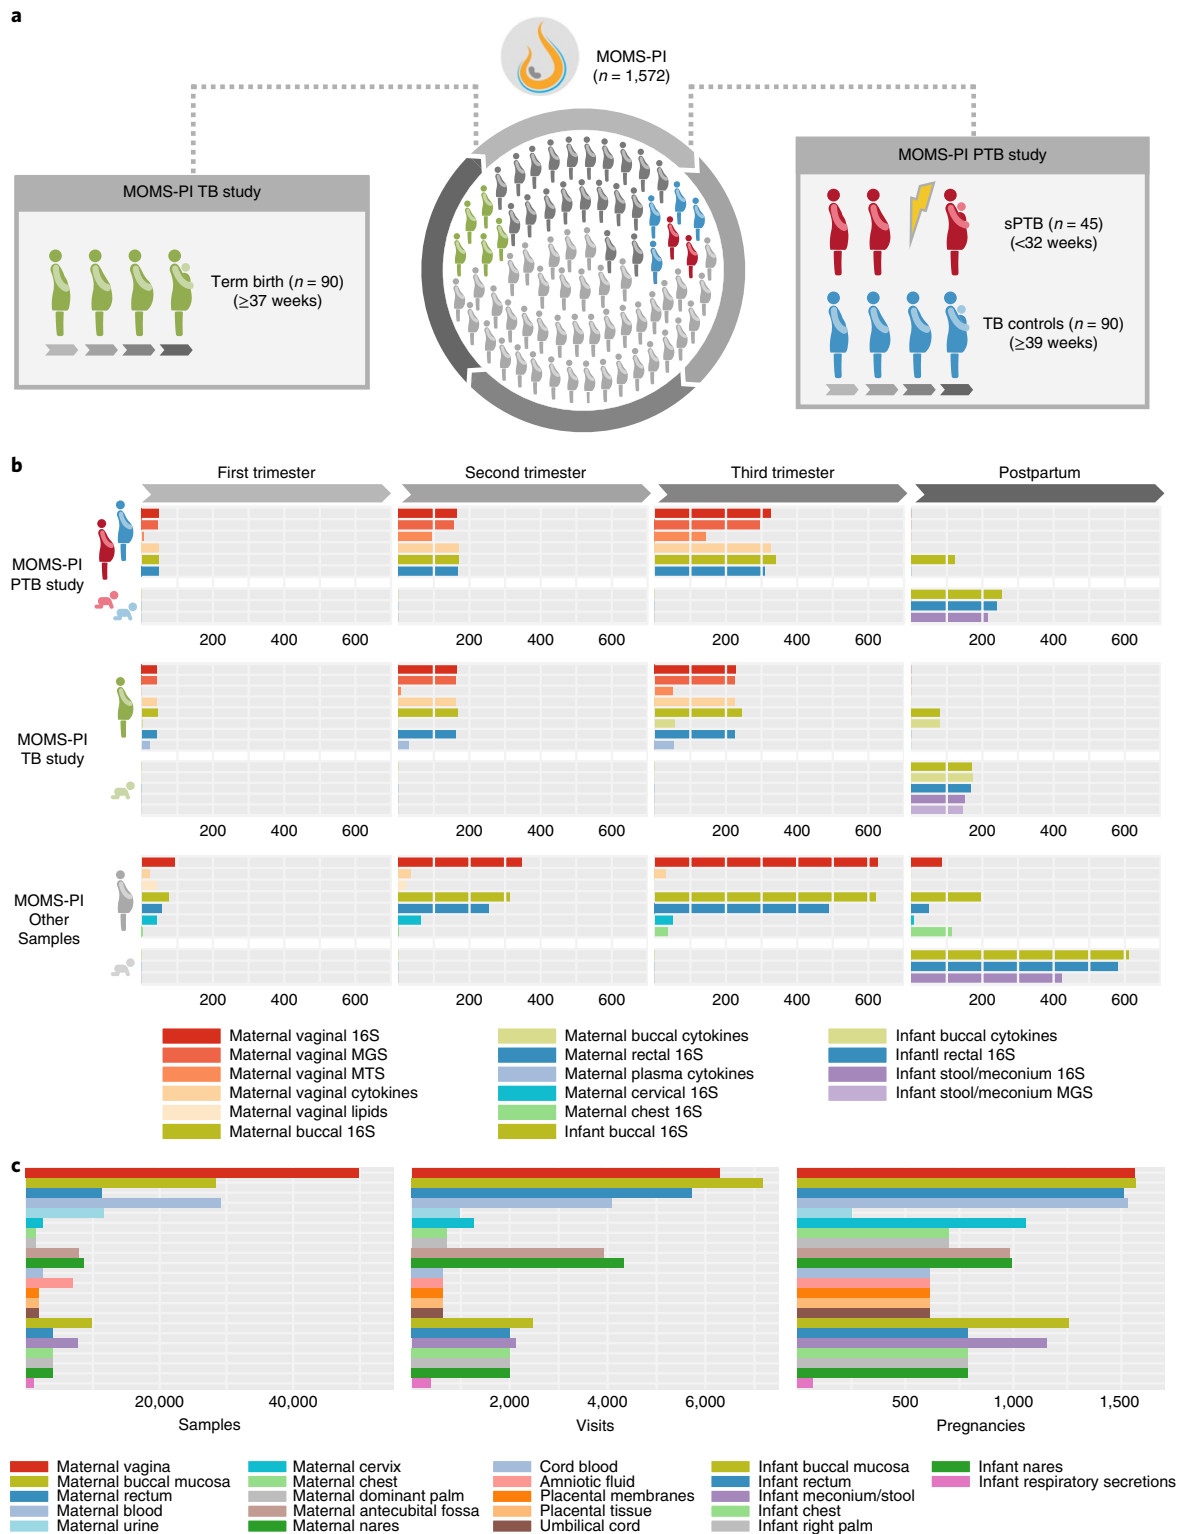 a
MOMS-PI
(n = 1,572)
MOMS-PI TB study
Term birth (n = 90)
(≥37 weeks)
MOMS-PI PTB study
sPTB (n = 45)
(<32 weeks)
TB controls (n = 90)
(≥39 weeks)
b
First trimester
Second trimester
Third trimester
Postpartum
MOMS-PI
PTB study
200 400 600 200 400 600 200 400 600 200 400 600
MOMS-PI
TB study
200 400 600 200 400 600 200 400 600 200 400 600
MOMS-PI
Other
Samples
200 400 600 200 400 600 200 400 600 200 400 600
Maternal vaginal 16S
Maternal vaginal MGS
Maternal vaginal MTS
Maternal vaginal cytokines
Maternal vaginal lipids
Maternal buccal 16S
Maternal buccal cytokines
Maternal rectal 16S
Maternal plasma cytokines
Maternal cervical 16S
Maternal chest 16S
Infant buccal 16S
Infant buccal cytokines
Infantl rectal 16S
Infant stool/meconium 16S
Infant stool/meconium MGS
c
20,000 40,000
Samples
2,000 4,000 6,000
Visits
500 1,000 1,500
Pregnancies
Maternal vagina
Maternal buccal mucosa
Maternal rectum
Maternal blood
Maternal urine
Maternal cervix
Maternal chest
Maternal dominant palm
Maternal antecubital fossa
Maternal nares
Cord blood
Amniotic fluid
Placental membranes
Placental tissue
Umbilical cord
Infant buccal mucosa
Infant rectum
Infant meconium/stool
Infant chest
Infant right palm
Infant nares
Infant respiratory secretions